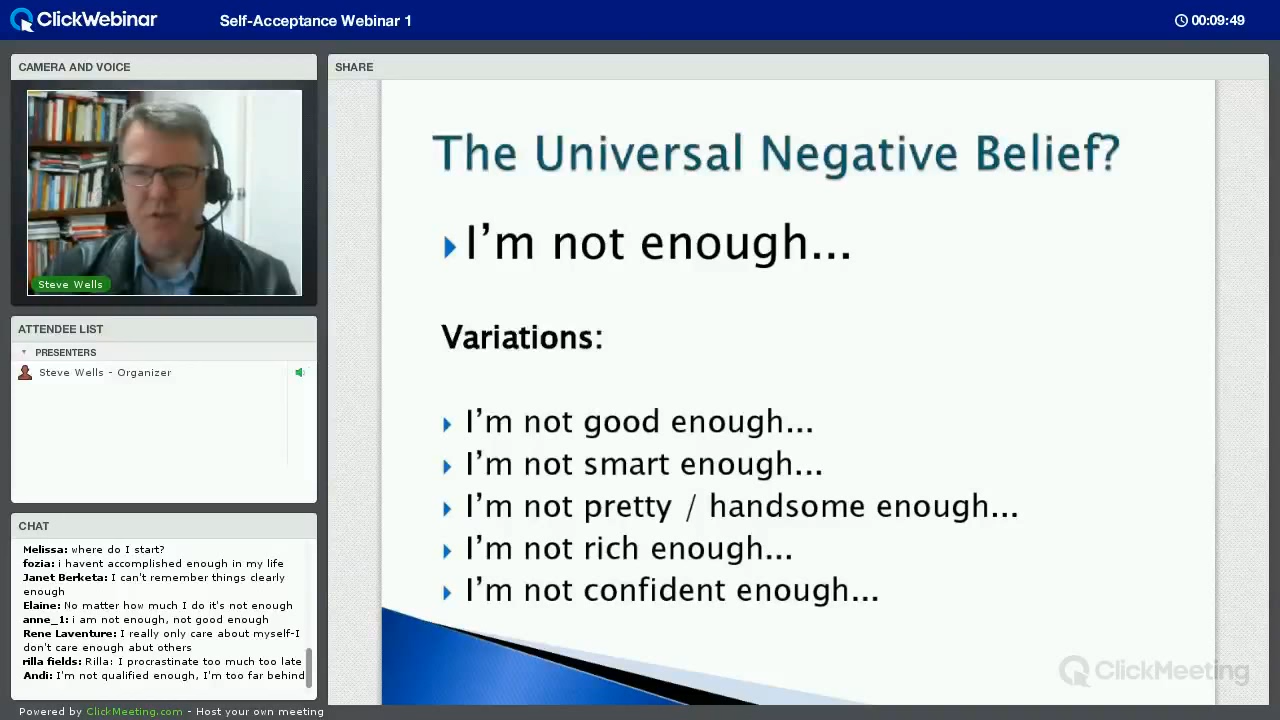 ClickWebinar
Self-Acceptance Webinar 1
00:09:49
CAMERA AND VOICE
Steve Wells
ATTENDEE LIST
PRESENTERS
Steve Wells - Organizer
CHAT
Melissa: where do I start?
fozia: I havent accomplished enough in my life
Janet Berkota: I can't remember things clearly
enough
Elaine: No matter how much I do it's not enough
anne_1: I am not enough, not good enough
Rene Laventure: I really only care about myself-I
don't care enough abut others
rilla fields: Rilla: I procrastinate too much too late
Andi: I'm not qualified enough, I'm too far behind
Powered by ClickMeeting.com - Host your own meeting
SHARE
The Universal Negative Belief?
I'm not enough...
Variations:
I'm not good enough...
I'm not smart enough...
I'm not pretty / handsome enough...
I'm not rich enough...
I'm not confident enough...
ClickMeeting